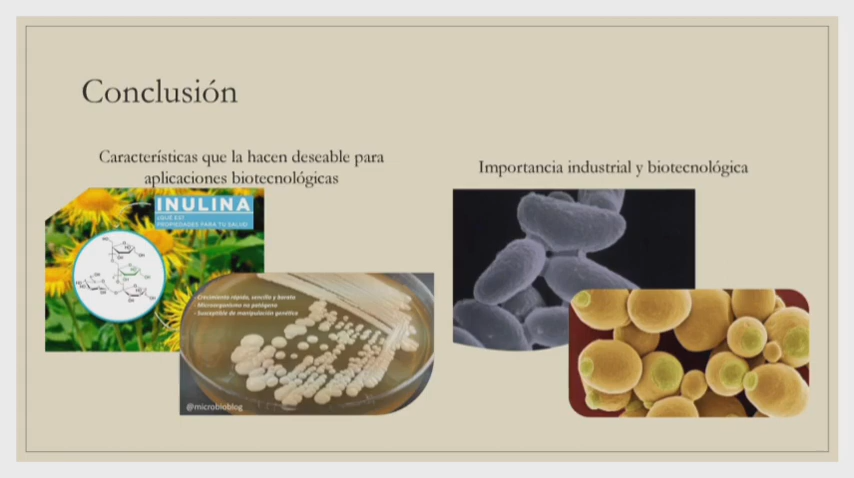 Conclusión
Características que la hacen deseable para
aplicaciones biotecnológicas
INULINA
¿QUÉ ES?
PROPIEDADES PARA TU SALUD
- Crecimiento rápido, sencillo y barato
- Microorganismo no patógeno
- Susceptible de manipulación genética
@microbioblog
Importancia industrial y biotecnológica